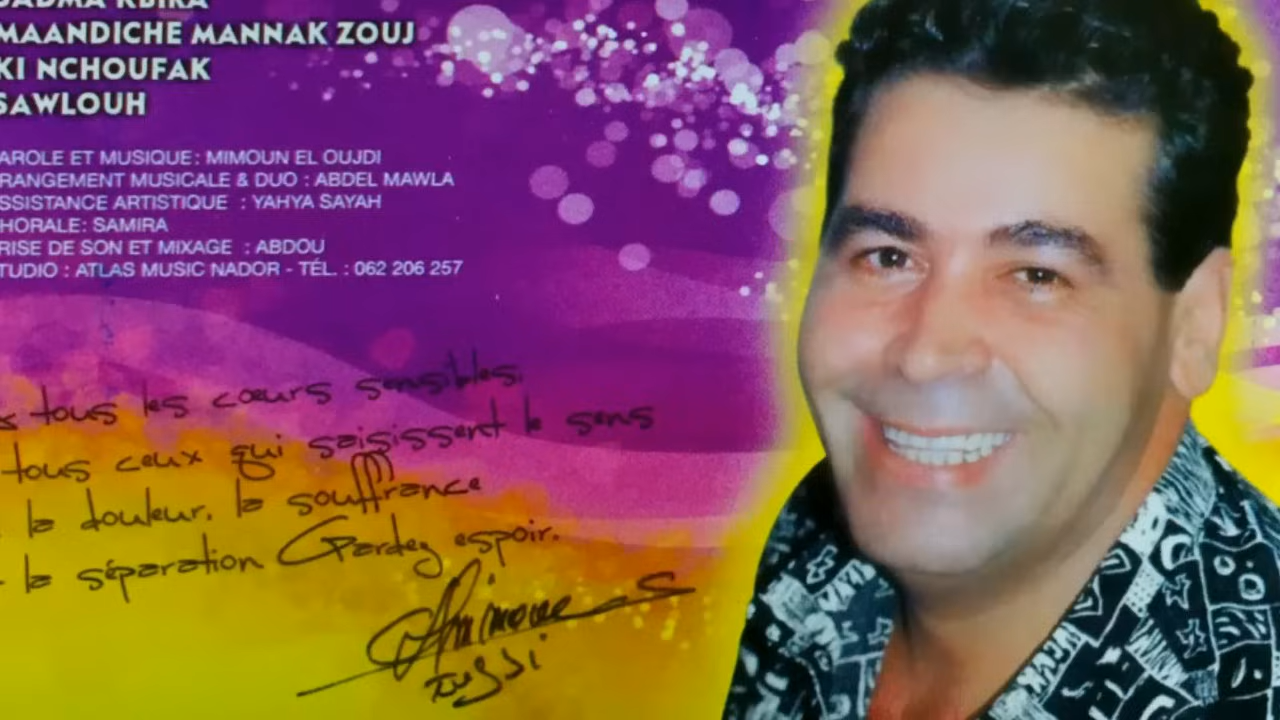 MAANDICHE MANNAK ZOUJ
KI NCHOUFAK
SAWLOUH
AROLE ET MUSIQUE : MIMOUN EL OUJDI
RANGEMENT MUSICALE & DUO : ABDEL MAWLA
SSISTANCE ARTISTIQUE : YAHYA SAYAH
HORALE : SAMIRA
RISE DE SON ET MIXAGE : ABDOU
TUDIO : ATLAS MUSIC NADOR - TÉL. : 062 206 257
x tous les cœurs sensibles.
tous ceux qui saisissent le sens
la douleur. la souffrance
la séparation Gardez espoir.